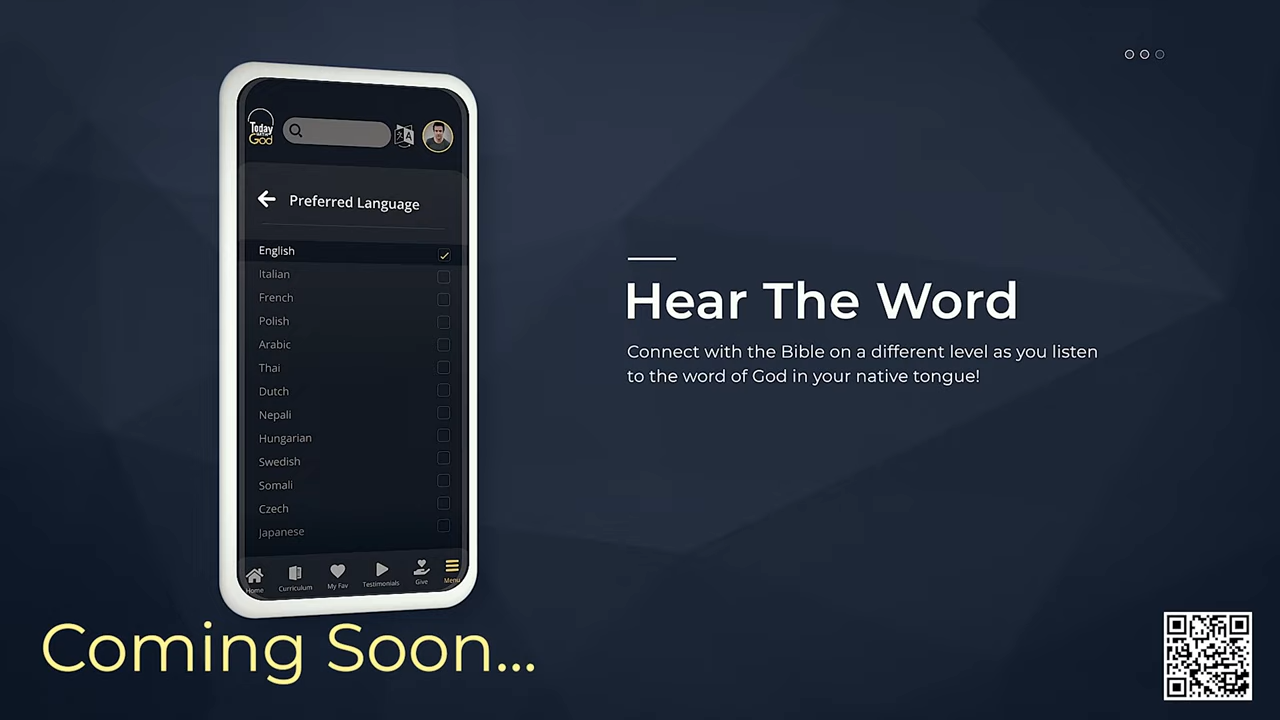 Today
with
God
Preferred Language
English
Italian
French
Polish
Arabic
Thai
Dutch
Nepali
Hungarian
Swedish
Somali
Czech
Japanese
Home
Curriculum
My Fav
Testimonials
Give
Menu
Hear The Word
Connect with the Bible on a different level as you listen
to the word of God in your native tongue!
Coming Soon...